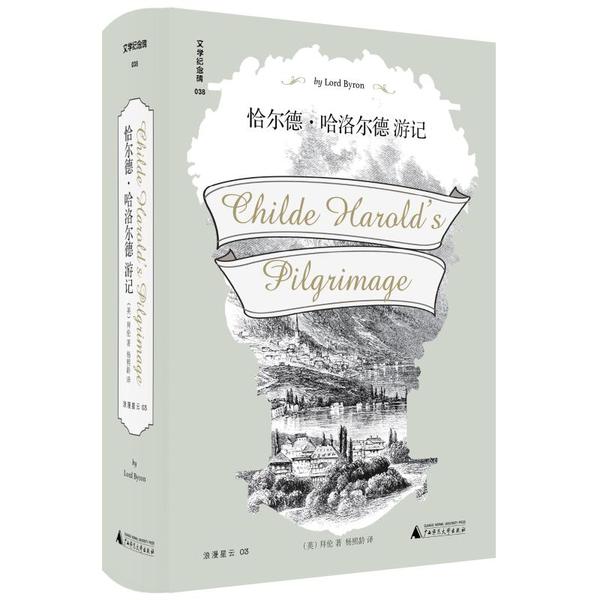 文学纪念碑
038
恰尔德·哈洛尔德 游记
Childe Harold's Pilgrimage
(英) 拜伦 著 杨熙龄 译
浪漫星云 03
by
Lord Byron
文学纪念碑
038
by Lord Byron
恰尔德·哈洛尔德 游记
Childe Harold's
Pilgrimage
(英) 拜伦 著 杨熙龄 译
浪漫星云 03
广西师范大学出版社